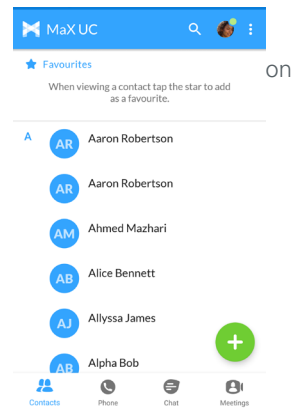 MaX UC
Favourites
on
When viewing a contact tap the star to add
as a favourite.
A
AR Aaron Robertson
AR Aaron Robertson
AM Ahmed Mazhari
AB Alice Bennett
AJ Allyssa James
AB Alpha Bob
Contacts Phone Chat Meetings